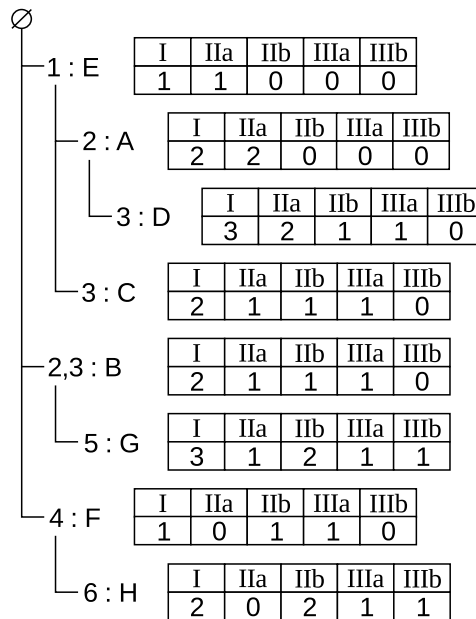 ∅
1 : E
I IIa IIb IIIa IIIb
1 1 0 0 0
2 : A
I IIa IIb IIIa IIIb
2 2 0 0 0
3 : D
I IIa IIb IIIa IIIb
3 2 1 1 0
3 : C
I IIa IIb IIIa IIIb
2 1 1 1 0
2,3 : B
I IIa IIb IIIa IIIb
2 1 1 1 0
5 : G
I IIa IIb IIIa IIIb
3 1 2 1 1
4 : F
I IIa IIb IIIa IIIb
1 0 1 1 0
6 : H
I IIa IIb IIIa IIIb
2 0 2 1 1